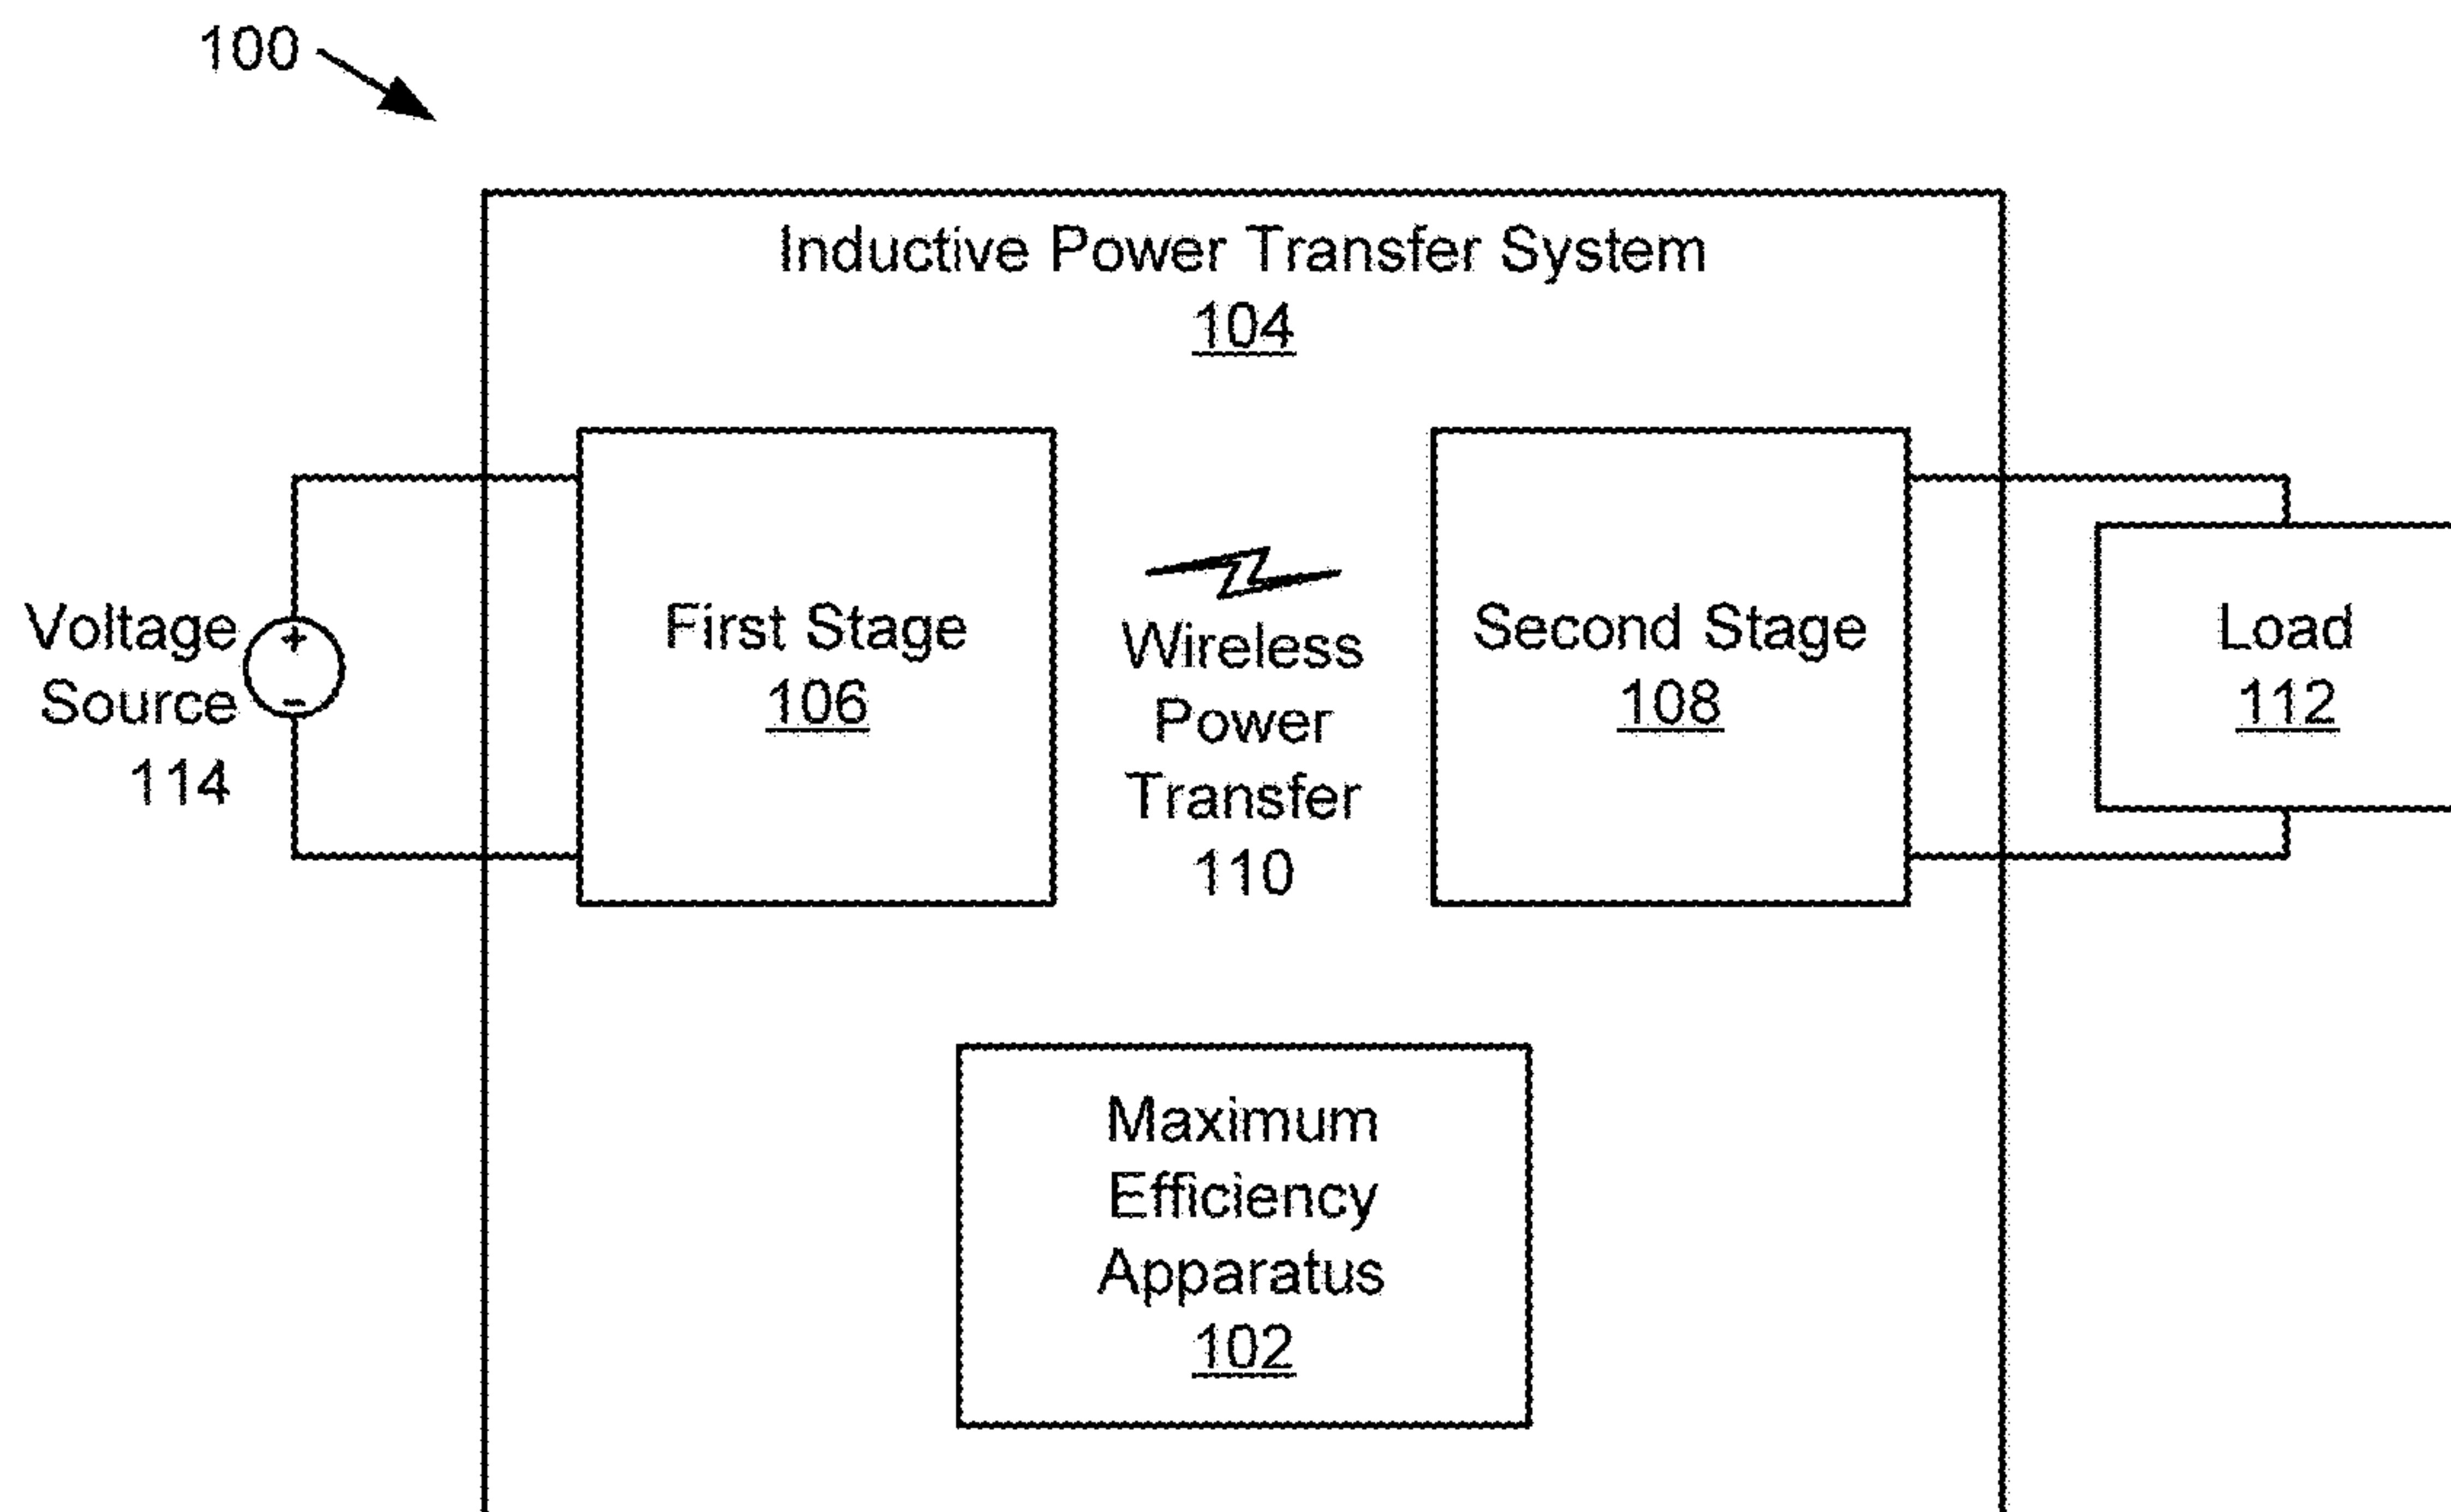 100
Inductive Power Transfer System
104
Voltage
Source
114
+
-
First Stage
106
Wireless
Power
Transfer
110
Second Stage
108
Load
112
Maximum
Efficiency
Apparatus
102